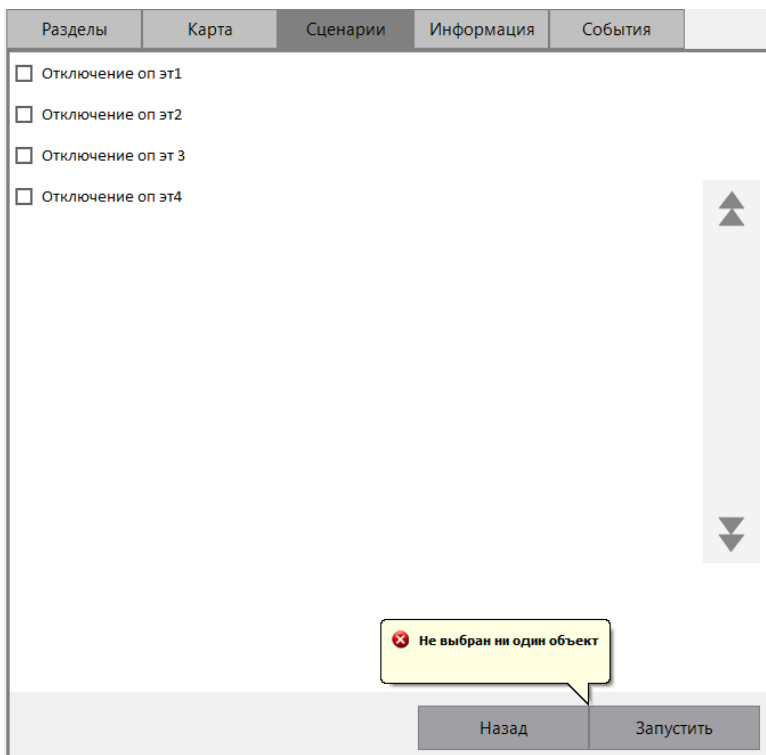 Разделы Карта Сценарии Информация События
Отключение оп эт1
Отключение оп эт2
Отключение оп эт 3
Отключение оп эт4
Не выбран ни один объект
Назад Запустить